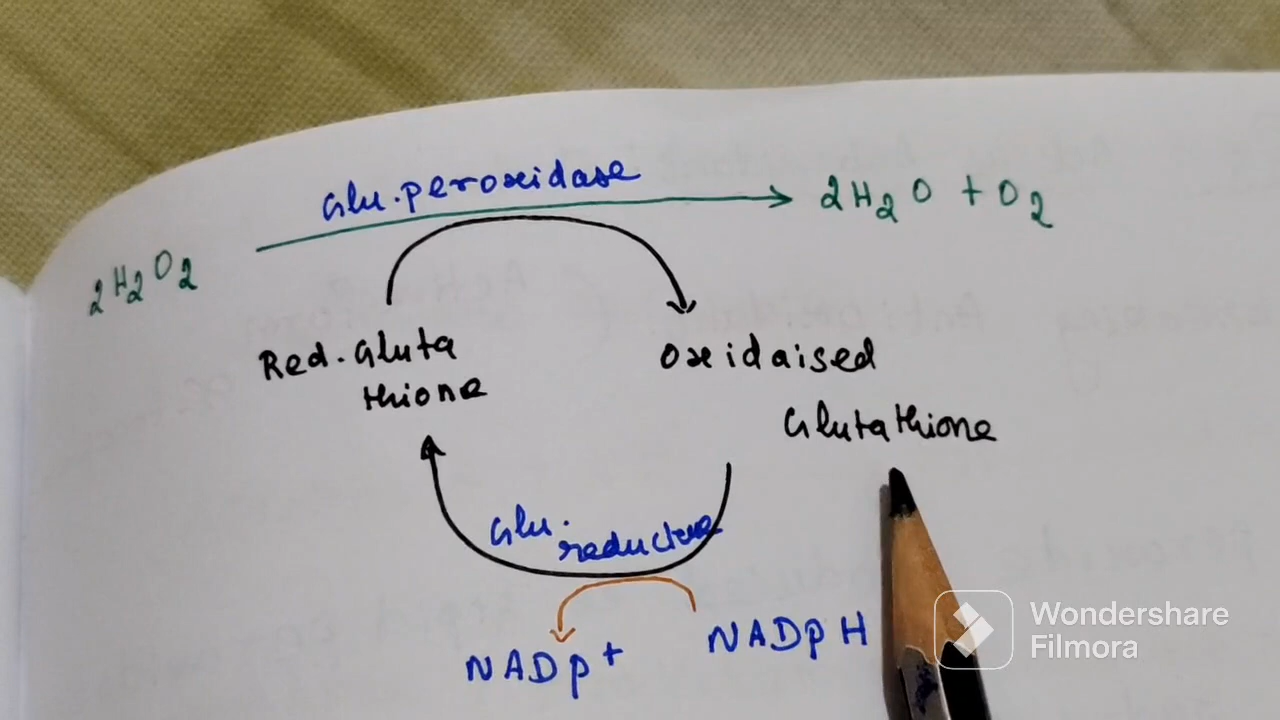 Glu.peroxidase
2H2O2
2H2O + O2
Red.Gluta
thione
Oxidaised
Glutathione
Glu.
reductase
NADp+
NADpH
Wondershare
Filmora